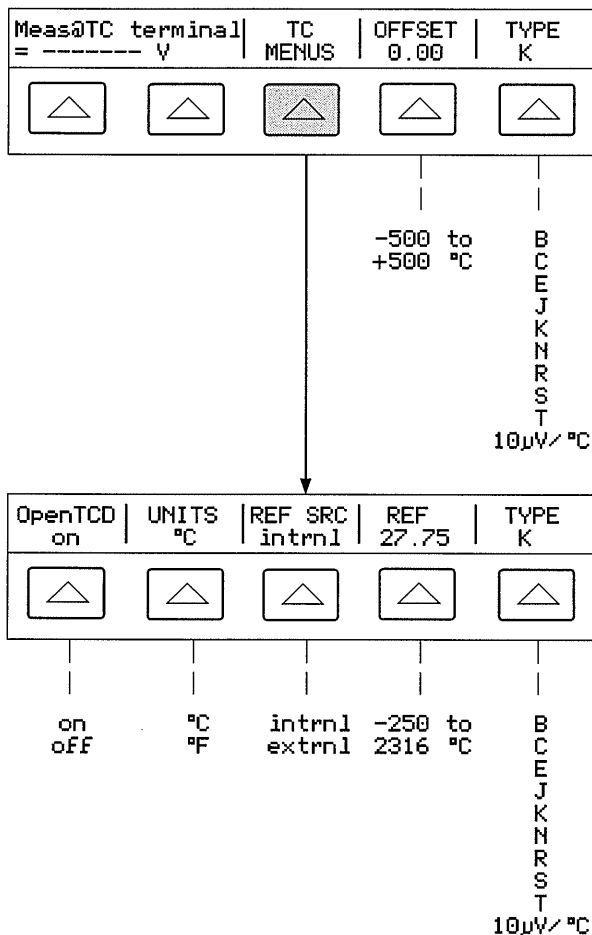 Meas@TC terminal | TC | OFFSET | TYPE
= ------- V | MENUS | 0.00 | K
-500 to
+500 °C
B
C
E
J
K
N
R
S
T
10µV/°C
OpenTCD | UNITS | REF SRC | REF | TYPE
on | °C | intrnl | 27.75 | K
on
off
°C
°F
intrnl
extrnl
-250 to
2316 °C
B
C
E
J
K
N
R
S
T
10µV/°C